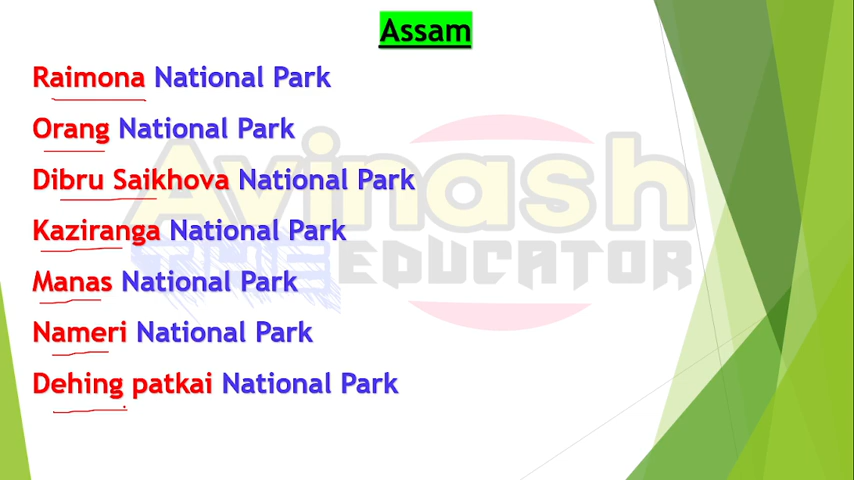 Assam
Raimona National Park
Orang National Park
Dibru Saikhova National Park
Kaziranga National Park
Manas National Park
Nameri National Park
Dehing patkai National Park
Avinash
THE EDUCATOR